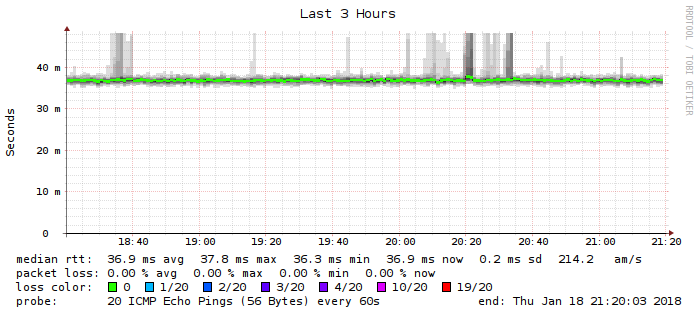 Last 3 Hours
RRDTOOL / TOBI OETIKER
Seconds
40 m
30 m
20 m
10 m
0
18:40 19:00 19:20 19:40 20:00 20:20 20:40 21:00 21:20
median rtt: 36.9 ms avg 37.8 ms max 36.3 ms min 36.9 ms now 0.2 ms sd 214.2 am/s
packet loss: 0.00 % avg 0.00 % max 0.00 % min 0.00 % now
loss color: 0 1/20 2/20 3/20 4/20 10/20 19/20
probe: 20 ICMP Echo Pings (56 Bytes) every 60s end: Thu Jan 18 21:20:03 2018